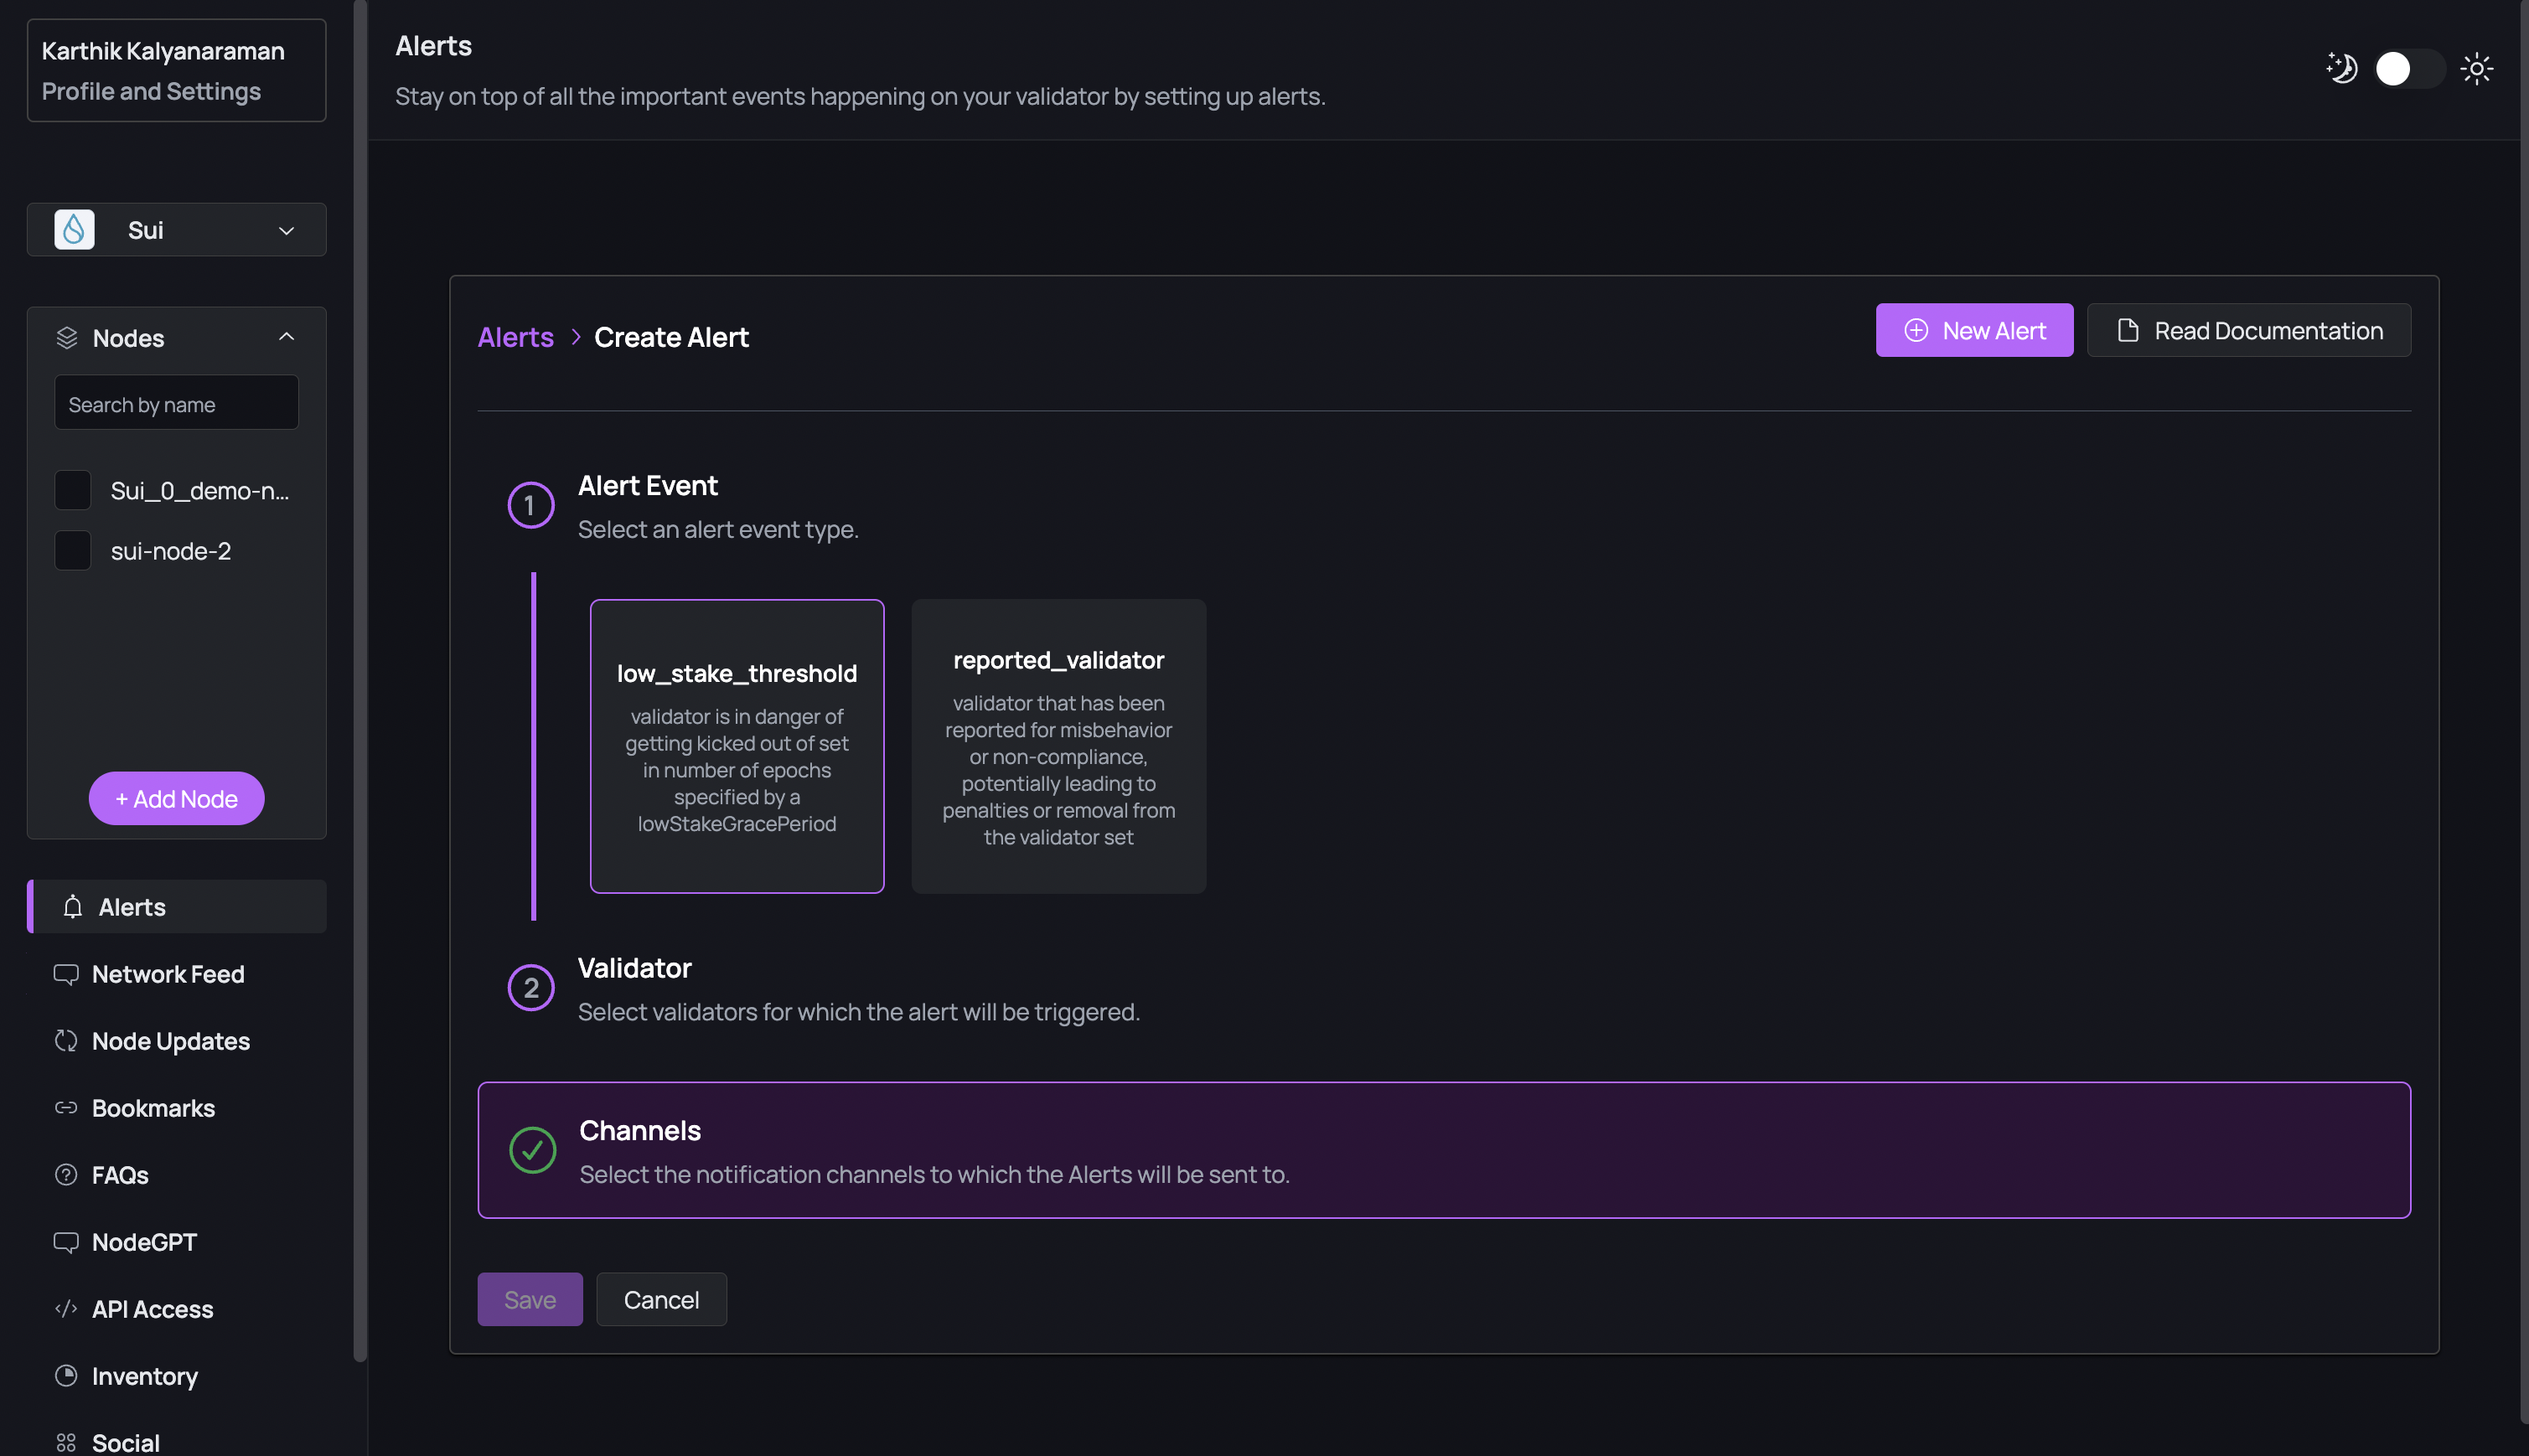 Karthik Kalyanaraman
Profile and Settings
Sui
Nodes
Search by name
Sui_0_demo-n...
sui-node-2
+ Add Node
Alerts
Network Feed
Node Updates
Bookmarks
FAQs
NodeGPT
API Access
Inventory
Social
Alerts
Stay on top of all the important events happening on your validator by setting up alerts.
Alerts > Create Alert
New Alert
Read Documentation
1
Alert Event
Select an alert event type.
low_stake_threshold
validator is in danger of
getting kicked out of set
in number of epochs
specified by a
lowStakeGracePeriod
reported_validator
validator that has been
reported for misbehavior
or non-compliance,
potentially leading to
penalties or removal from
the validator set
2
Validator
Select validators for which the alert will be triggered.
Channels
Select the notification channels to which the Alerts will be sent to.
Save
Cancel